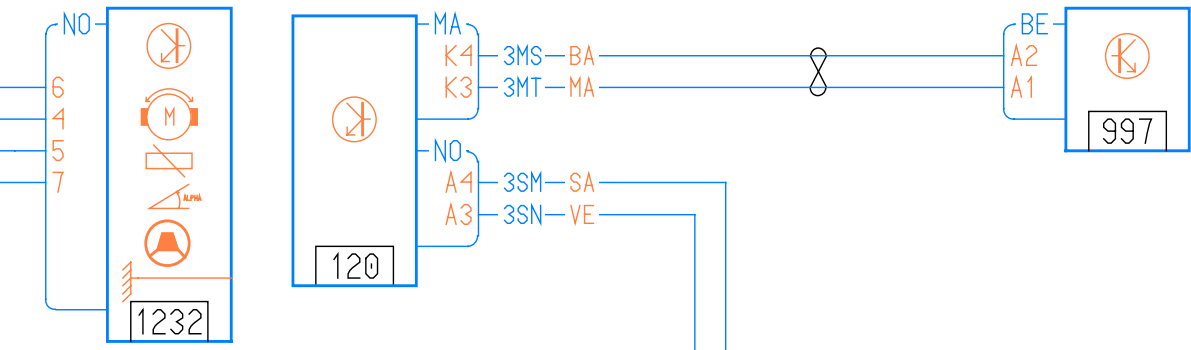 NO
6
4
5
7
M
ALPHA
1232
MA
K4 3MS BA
K3 3MT MA
NO
A4 3SM SA
A3 3SN VE
120
BE
A2
A1
997